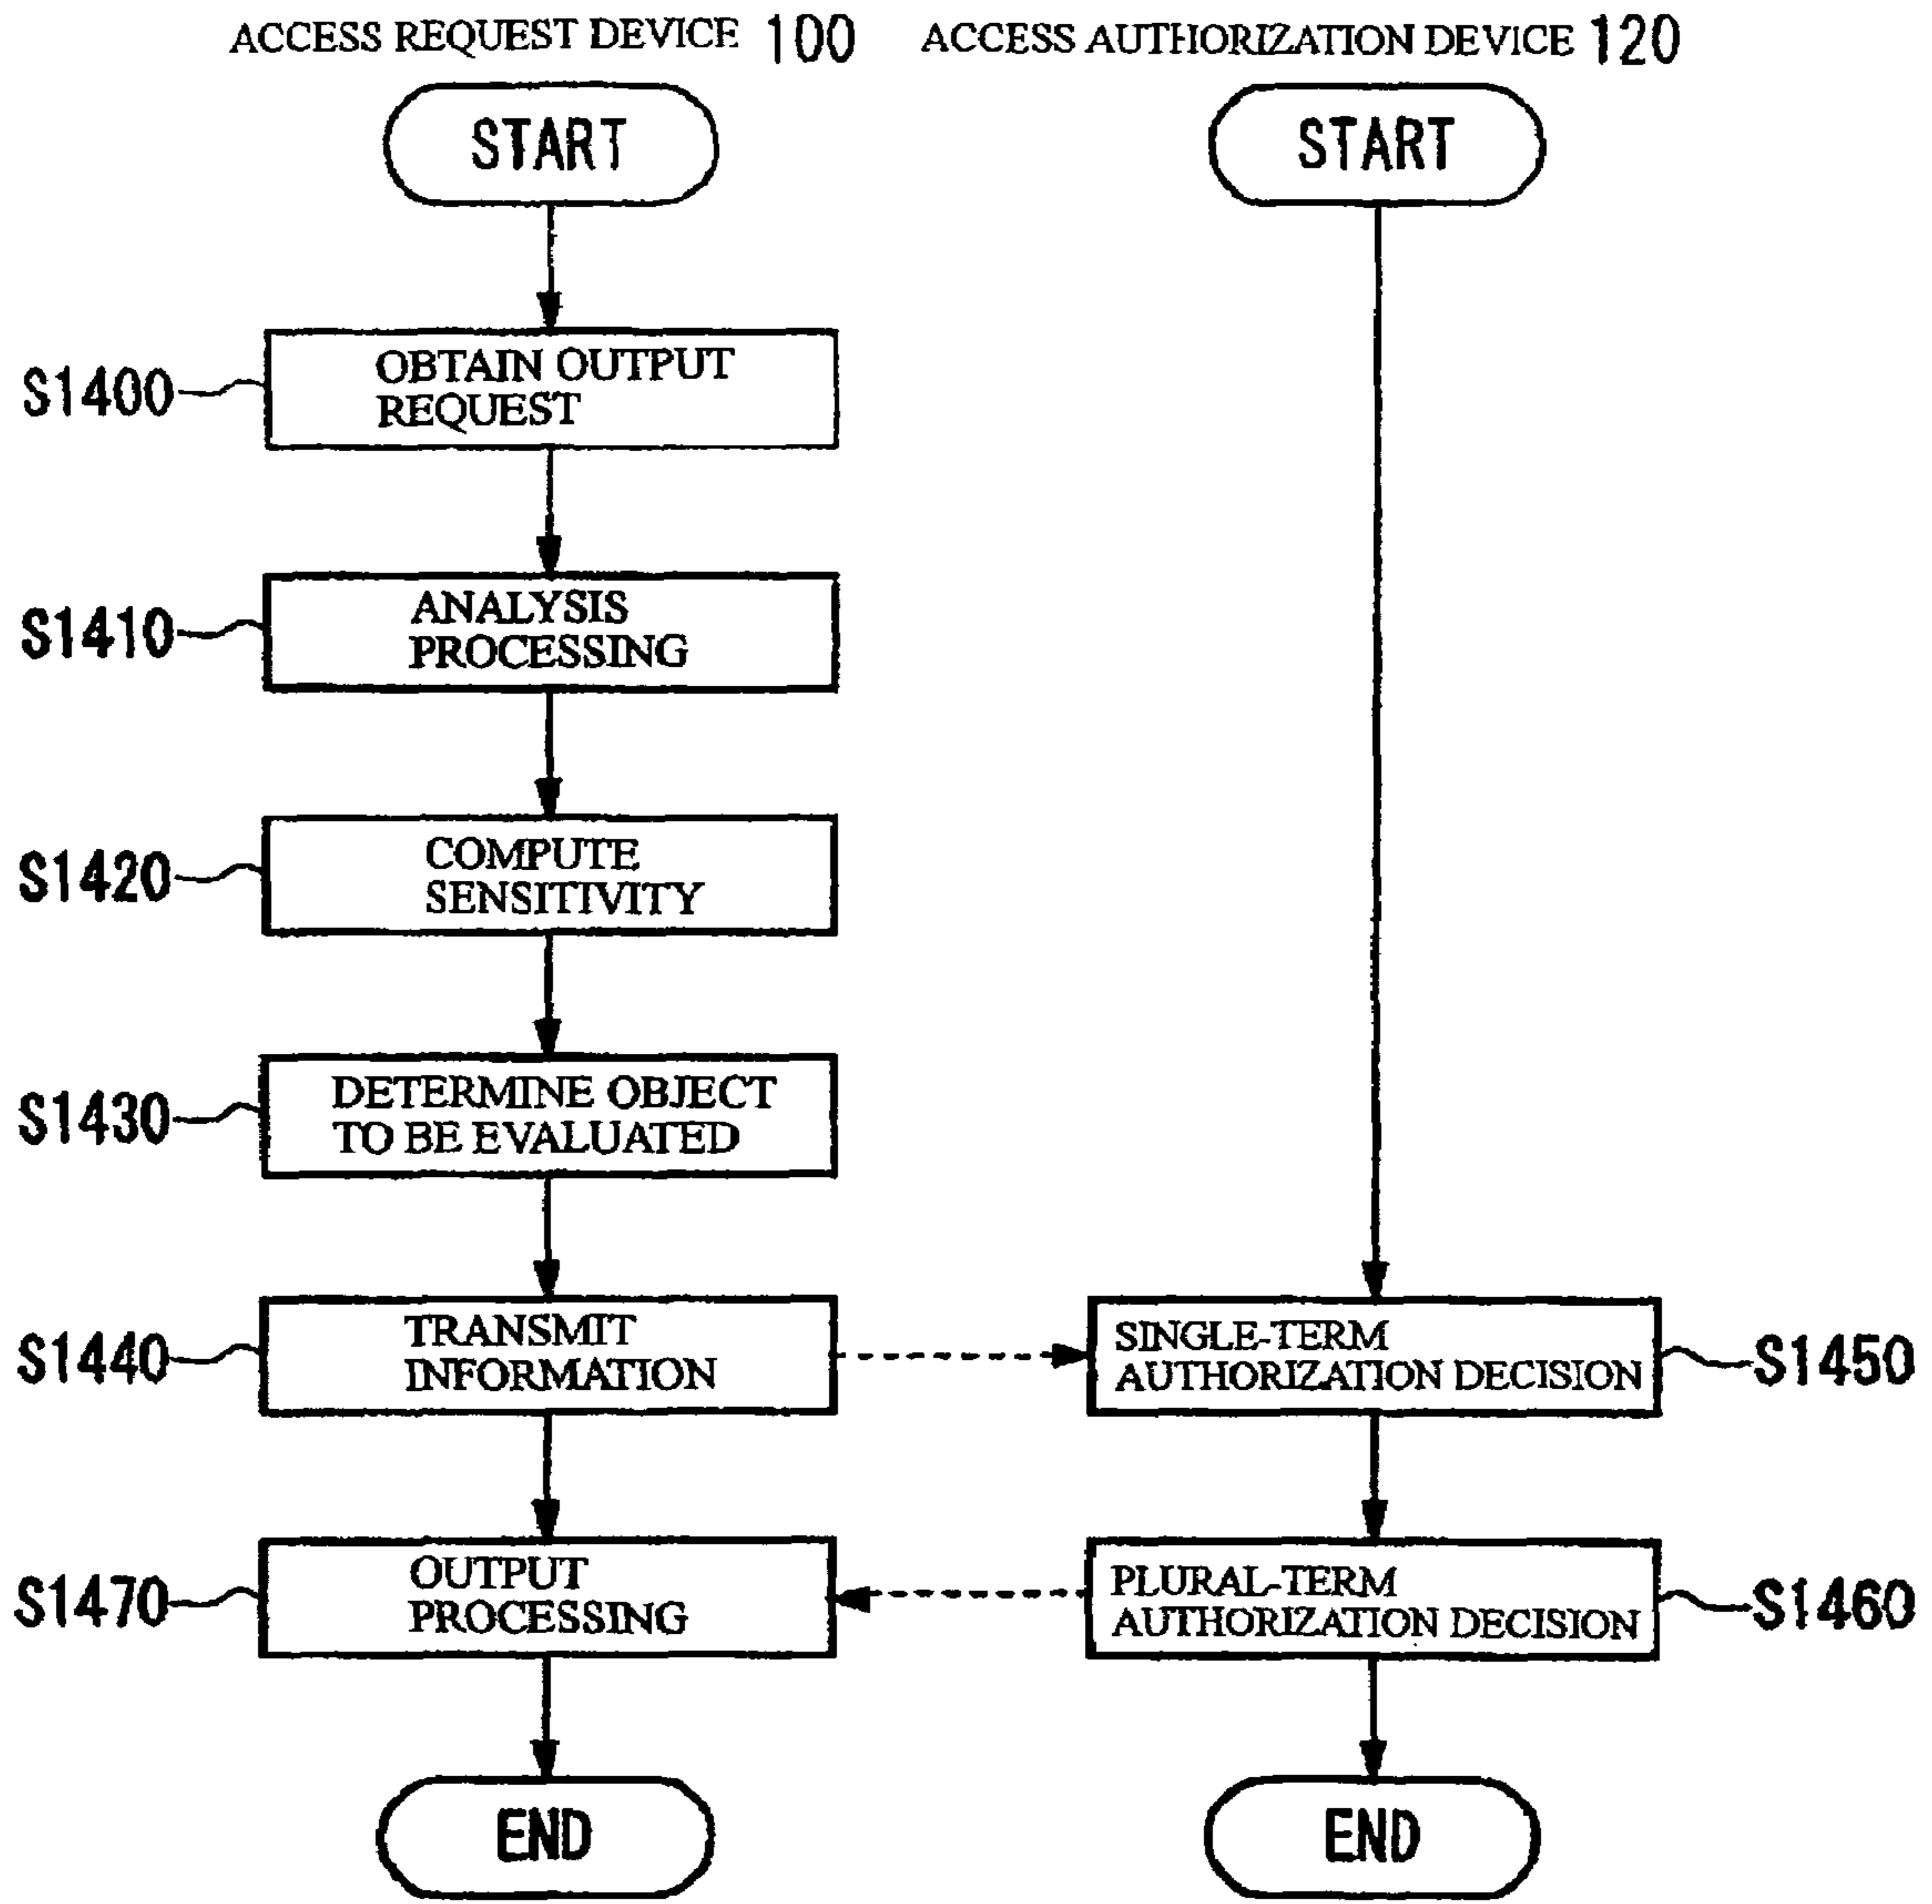 ACCESS REQUEST DEVICE 100
ACCESS AUTHORIZATION DEVICE 120
START
START
S1400
OBTAIN OUTPUT
REQUEST
S1410
ANALYSIS
PROCESSING
S1420
COMPUTE
SENSITIVITY
S1430
DETERMINE OBJECT
TO BE EVALUATED
S1440
TRANSMIT
INFORMATION
SINGLE-TERM
AUTHORIZATION DECISION
S1450
S1470
OUTPUT
PROCESSING
PLURAL-TERM
AUTHORIZATION DECISION
S1460
END
END